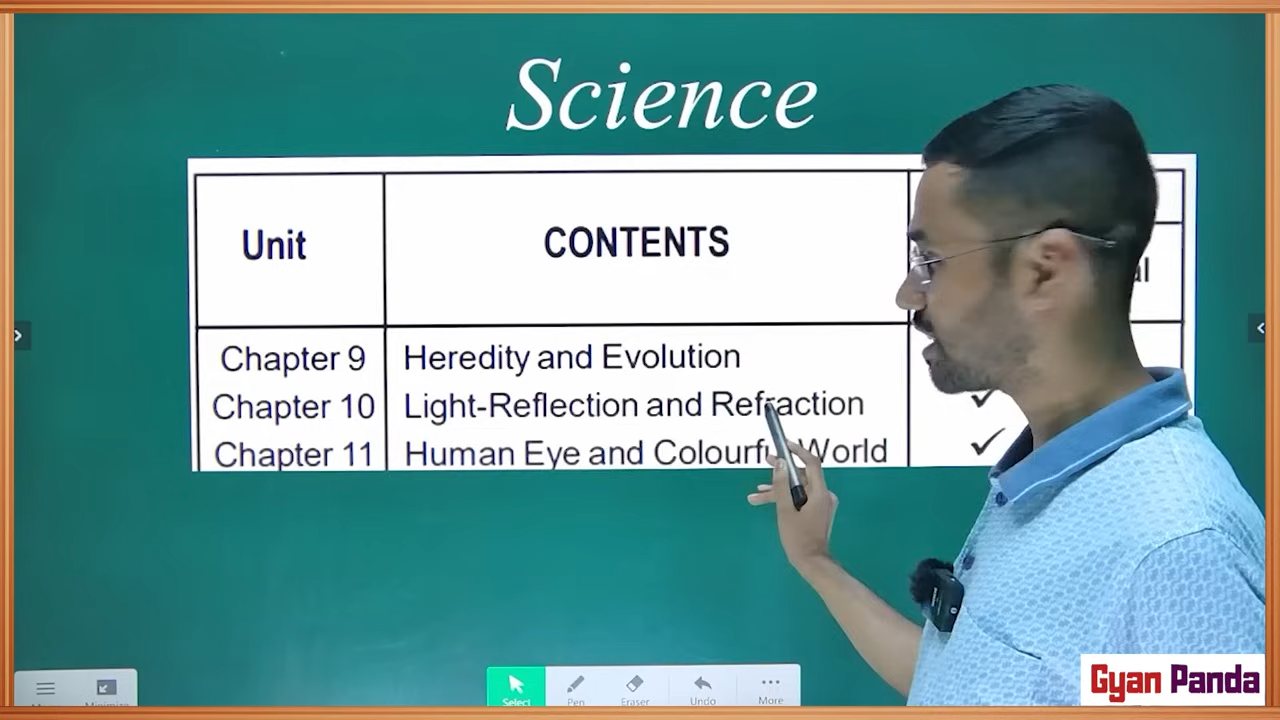 Science
Unit
CONTENTS
Chapter 9 Heredity and Evolution
Chapter 10 Light-Reflection and Refraction
Chapter 11 Human Eye and Colourful World
Select
Pen
Eraser
Undo
More
Gyan Panda